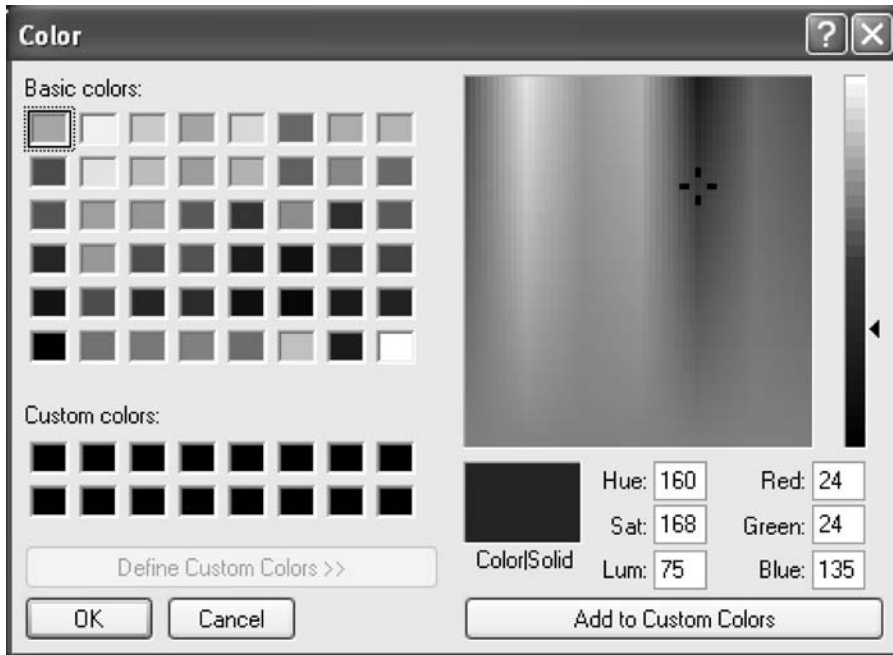 Color
Basic colors:
Custom colors:
Define Custom Colors >>
OK Cancel
Color|Solid
Hue: 160 Red: 24
Sat: 168 Green: 24
Lum: 75 Blue: 135
Add to Custom Colors